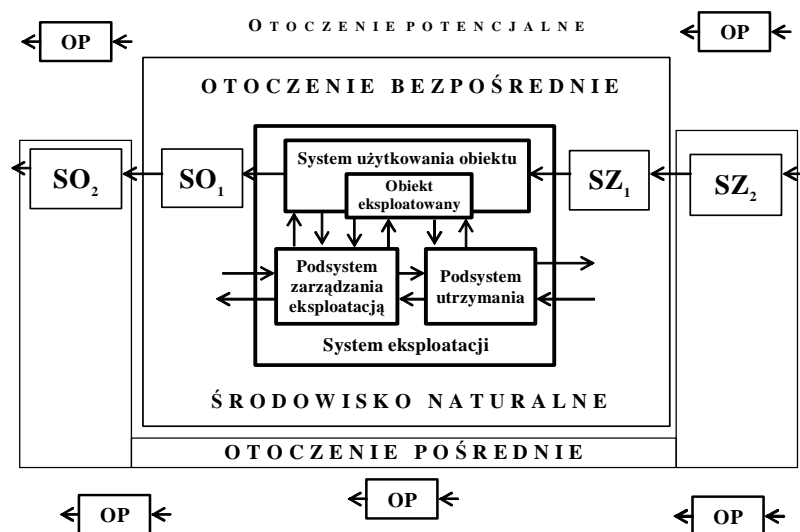 OTOCZENIE POTENCJALNE
OP
OP
OTOCZENIE BEZPOŚREDNIE
System użytkowania obiektu
Obiekt
eksploatowany
SO2
SO1
SZ1
SZ2
Podsystem
zarządzania
eksploatacją
Podsystem
utrzymania
System eksploatacji
ŚRODOWISKO NATURALNE
OTOCZENIE POŚREDNIE
OP
OP
OP